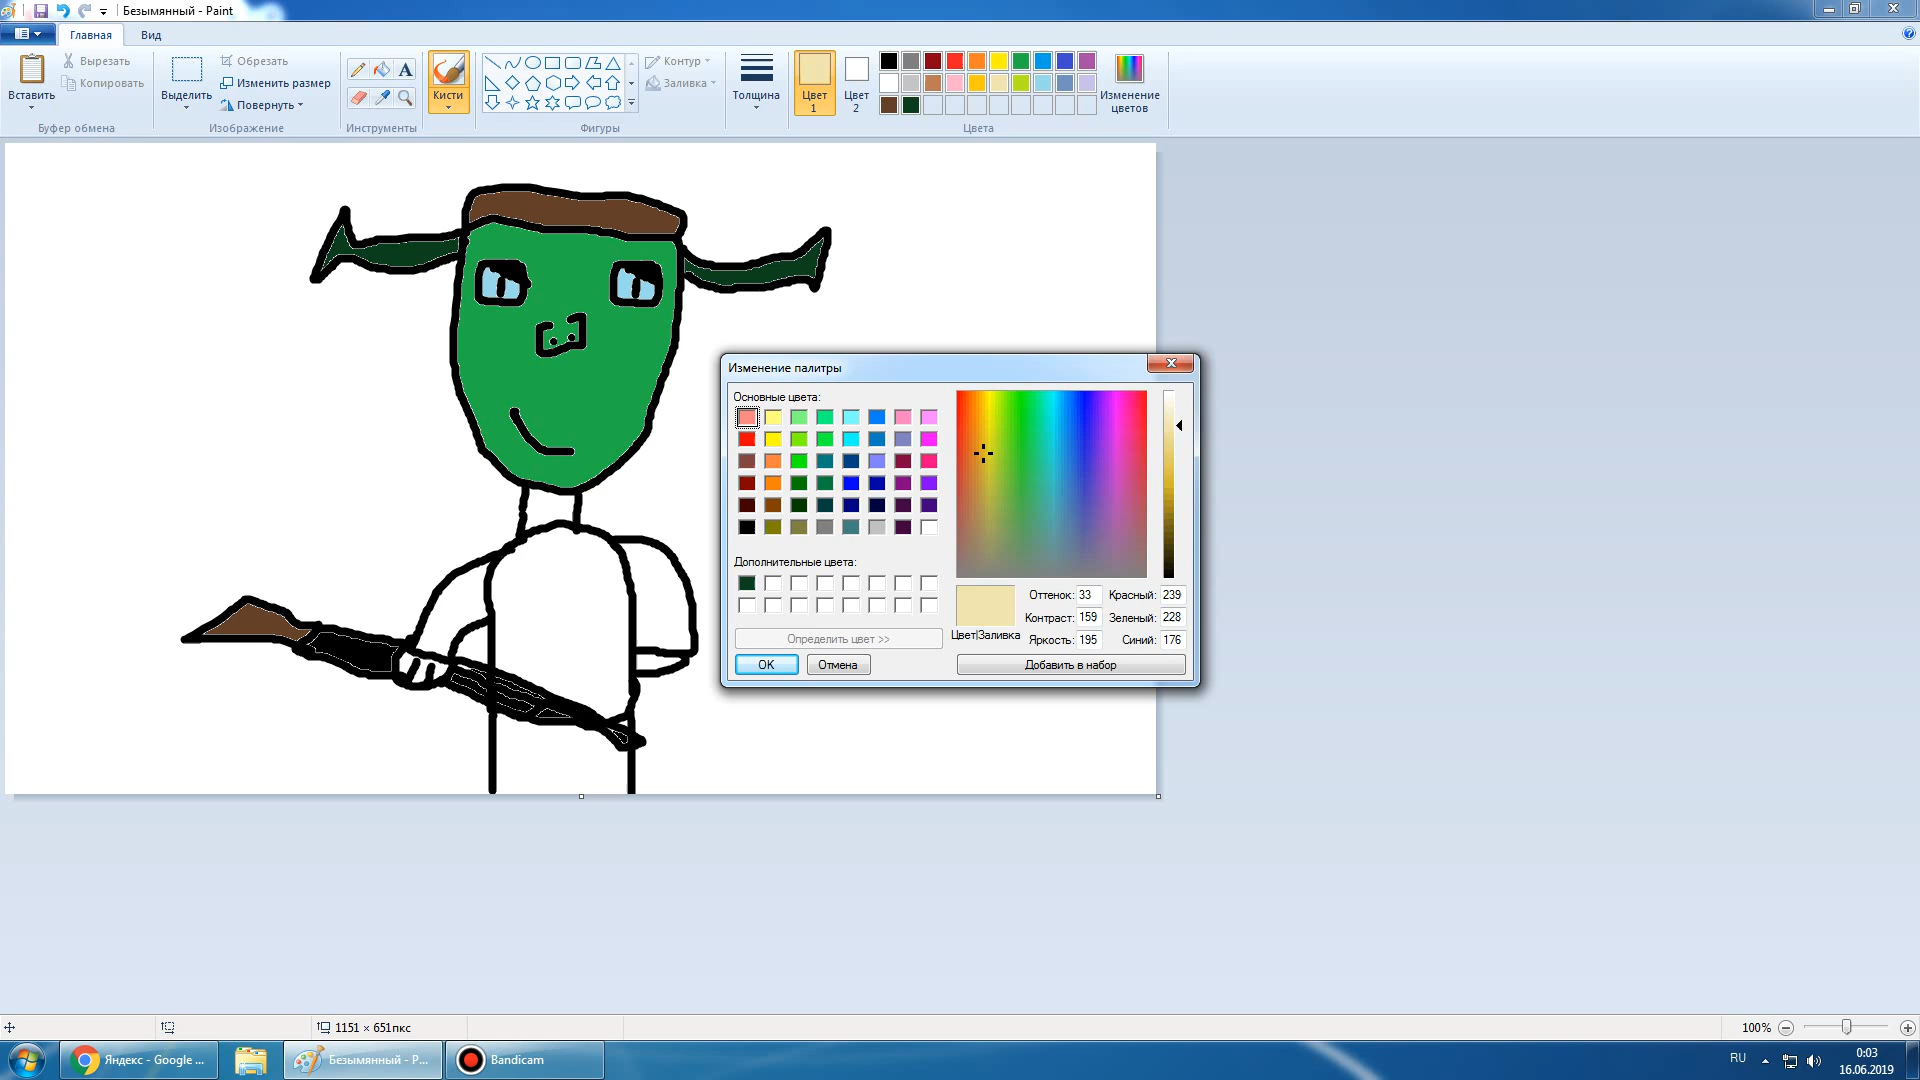 Безымянный - Paint
Главная
Вид
Вставить
Вырезать
Копировать
Буфер обмена
Выделить
Обрезать
Изменить размер
Повернуть
Изображение
A
Инструменты
Кисти
Фигуры
Контур
Заливка
Толщина
Цвет
1
Цвет
2
Цвета
Изменение
цветов
Изменение палитры
Основные цвета:
Дополнительные цвета:
Определить цвет >>
OK
Отмена
Цвет|Заливка
Оттенок: 33
Красный: 239
Контраст: 159
Зеленый: 228
Яркость: 195
Синий: 176
Добавить в набор
1151 × 651пкс
100%
Яндекс - Google ...
Безымянный - P...
Bandicam
RU
0:03
16.06.2019